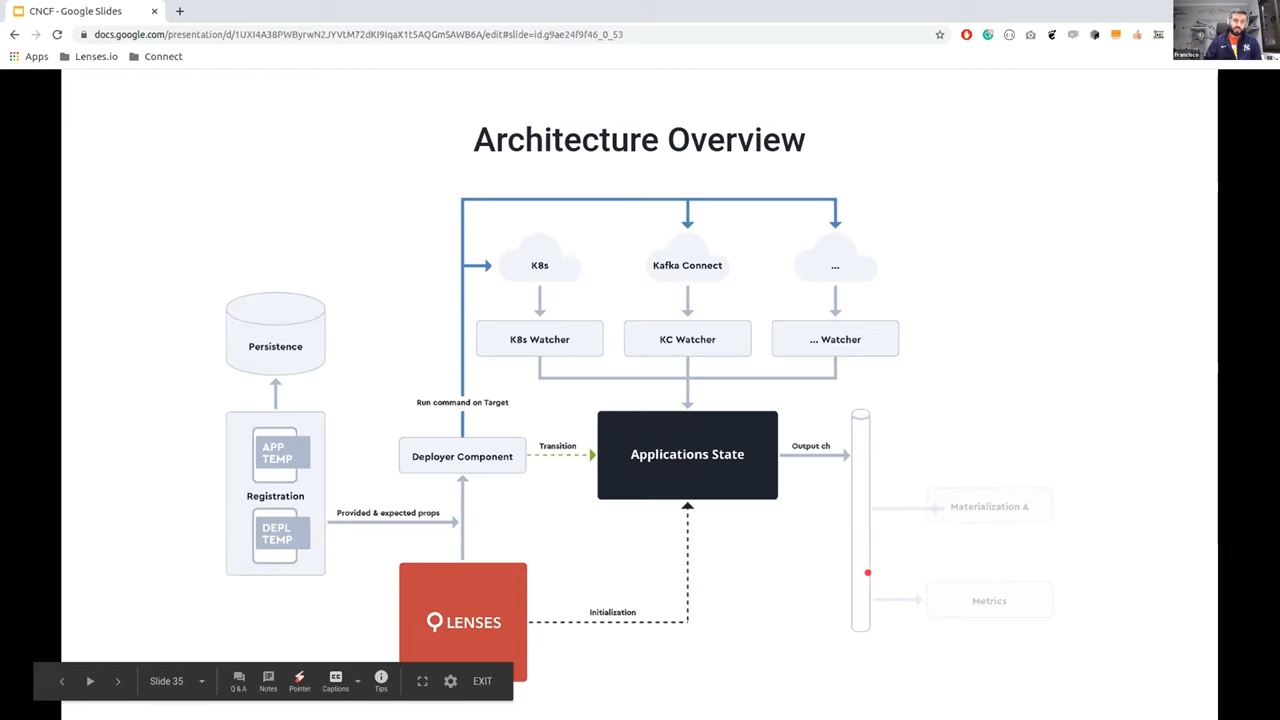 CNCF - Google Slides
docs.google.com/presentation/d/1UXI4A38PWByrwN2JYVtM72dKI9IqaX1t5AQGmSAWB6A/edit#slide=id.g9ae24f9f46_0_53
Apps
Lenses.io
Connect
Francisco
Architecture Overview
K8s
Kafka Connect
...
K8s Watcher
KC Watcher
... Watcher
Persistence
Run command on Target
APP
TEMP
Registration
DEPL
TEMP
Deployer Component
Transition
Applications State
Output ch
Provided & expected props
Materialization A
Metrics
LENSES
Initialization
Slide 35
Q & A
Notes
Pointer
Captions
Tips
EXIT